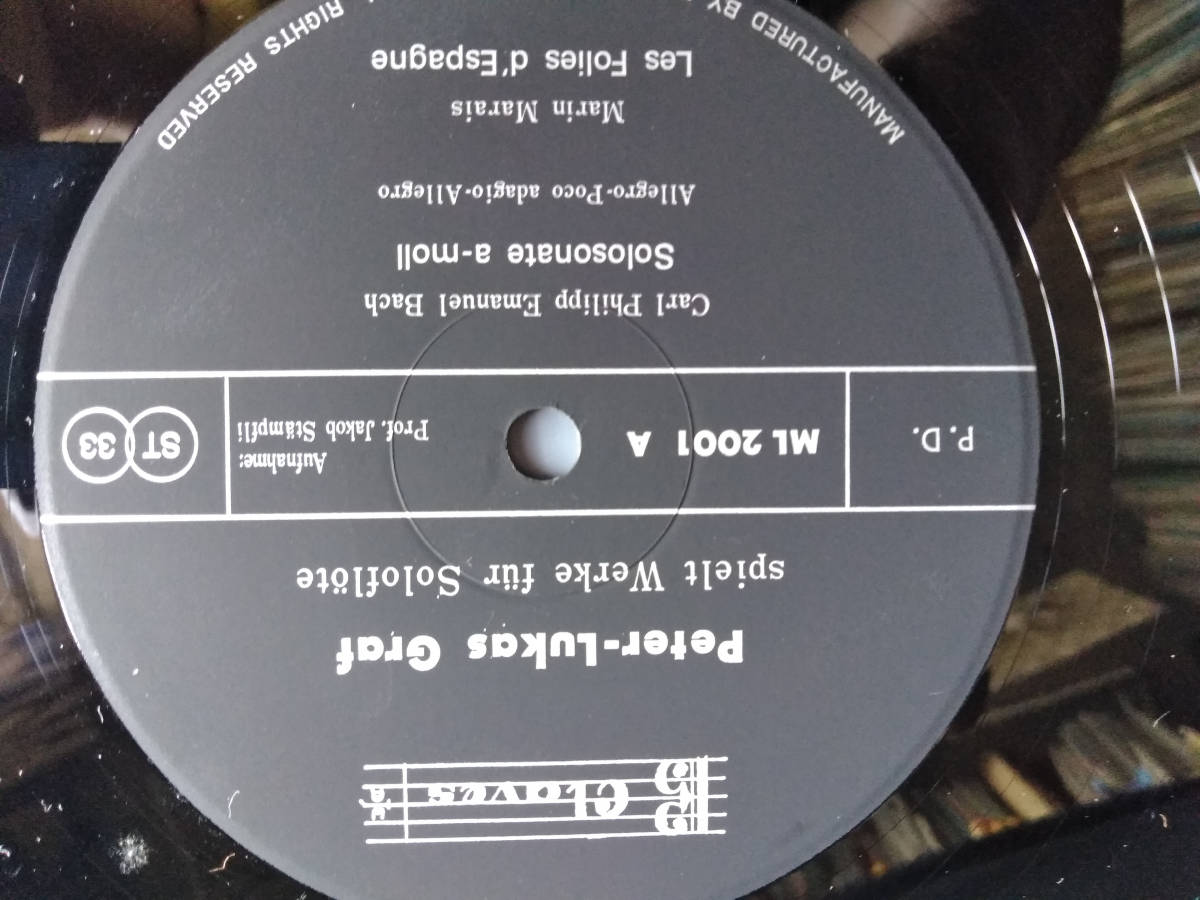 Claves
Peter-Lukas Graf
spielt Werke für Soloflöte
P. D.
ML 2001 A
Aufnahme:
Prof. Jakob Stämpfli
ST 33
Carl Philipp Emanuel Bach
Solosonate a-moll
Allegro-Poco adagio-Allegro
Marin Marais
Les Folies d'Espagne
MANUFACTURED BY
RIGHTS RESERVED